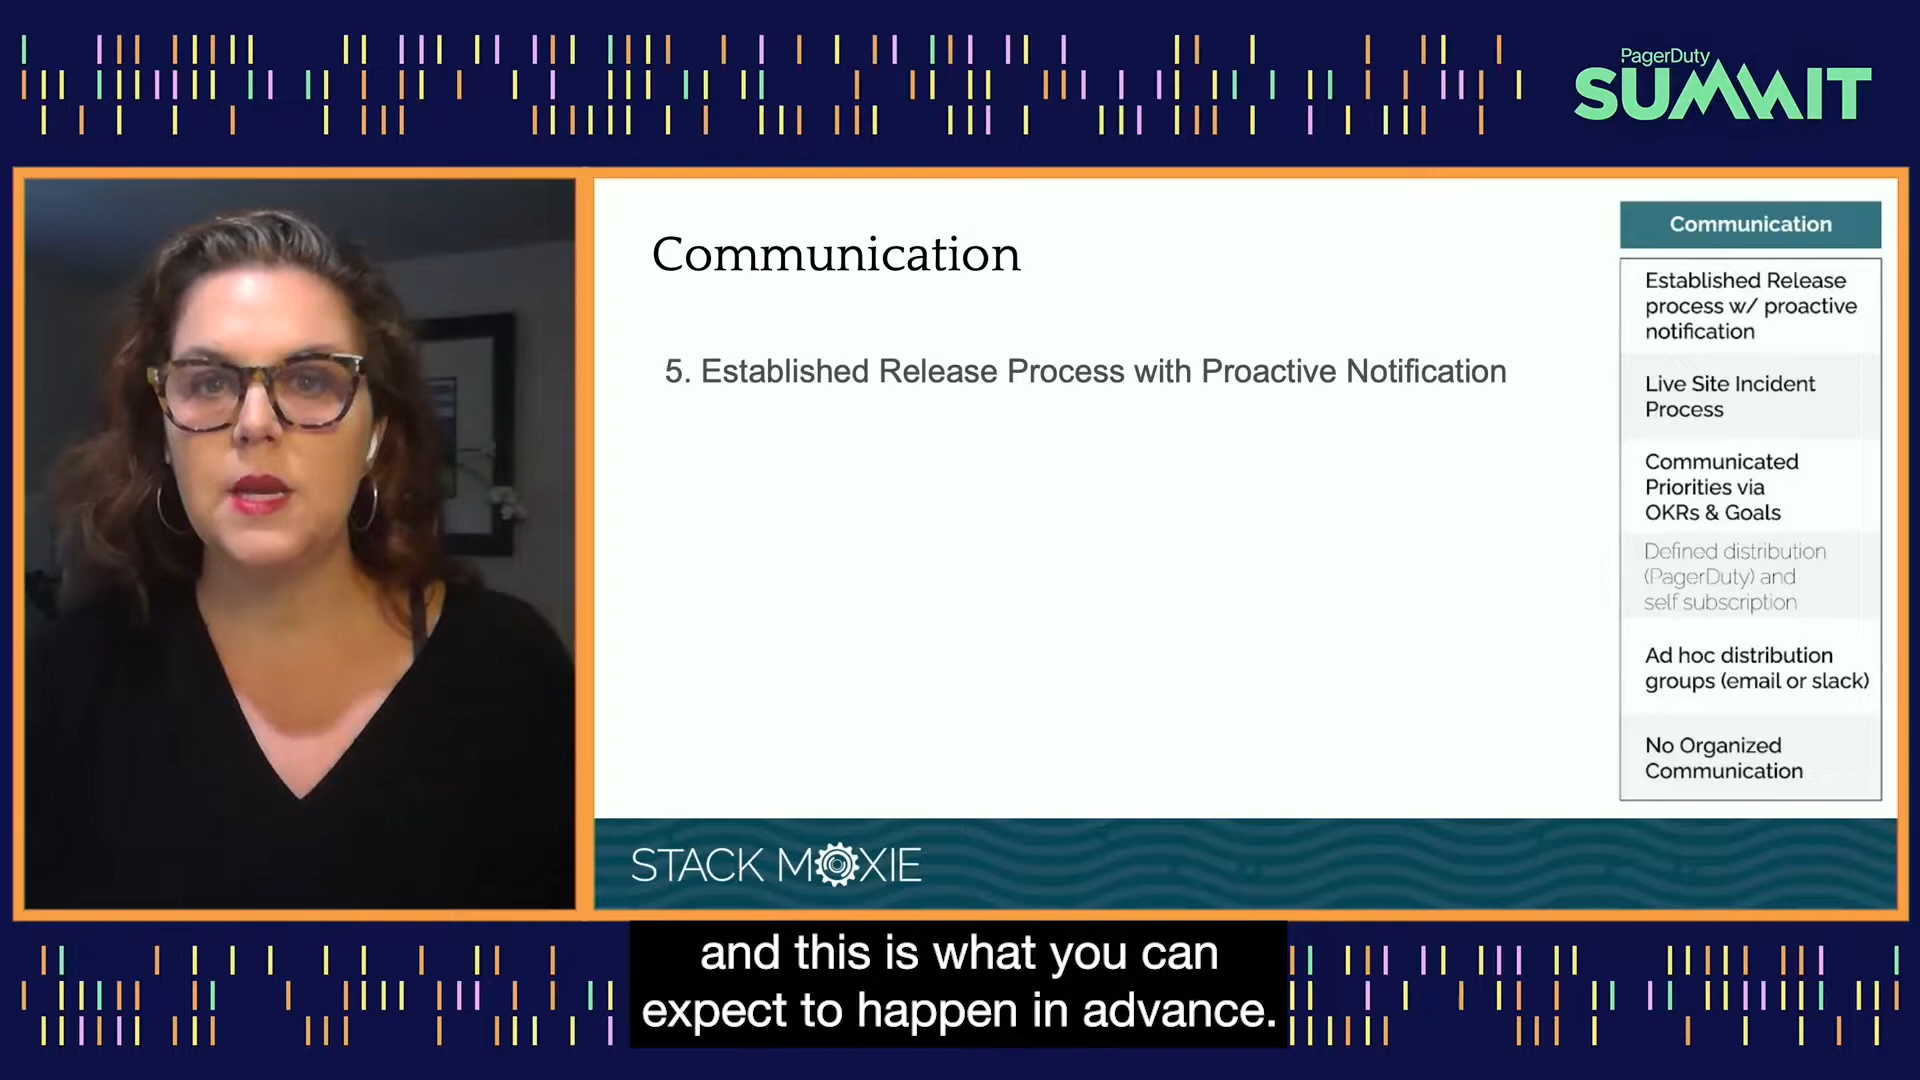 PagerDuty
SUMMIT
Communication
5. Established Release Process with Proactive Notification
Communication
Established Release
process w/ proactive
notification
Live Site Incident
Process
Communicated
Priorities via
OKRs & Goals
Defined distribution
(PagerDuty) and
self subscription
Ad hoc distribution
groups (email or slack)
No Organized
Communication
STACK MOXIE
and this is what you can
expect to happen in advance.